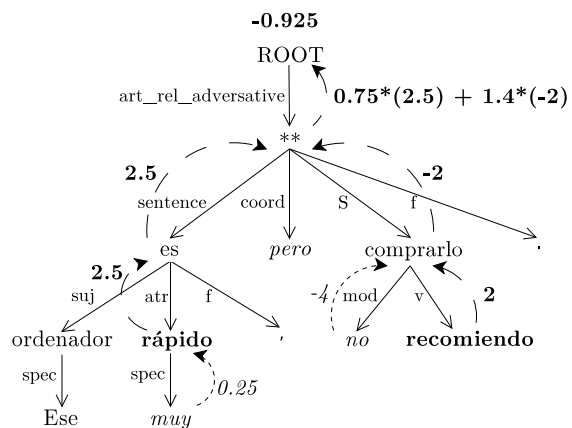 -0.925
ROOT
art_rel_adversative 0.75*(2.5) + 1.4*(-2)
**
2.5 -2
sentence coord S f
es pero comprarlo .
2.5 -4 2
suj atr f mod v
ordenador rápido , no recomiendo
spec spec 0.25
Ese muy